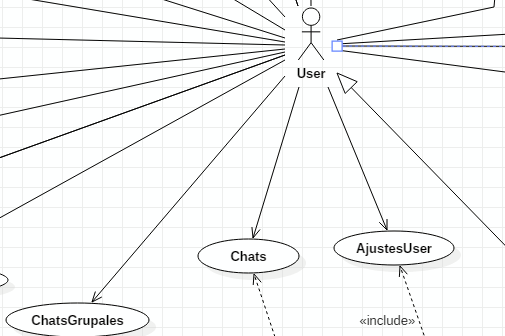 User
Chats
AjustesUser
ChatsGrupales
«include»